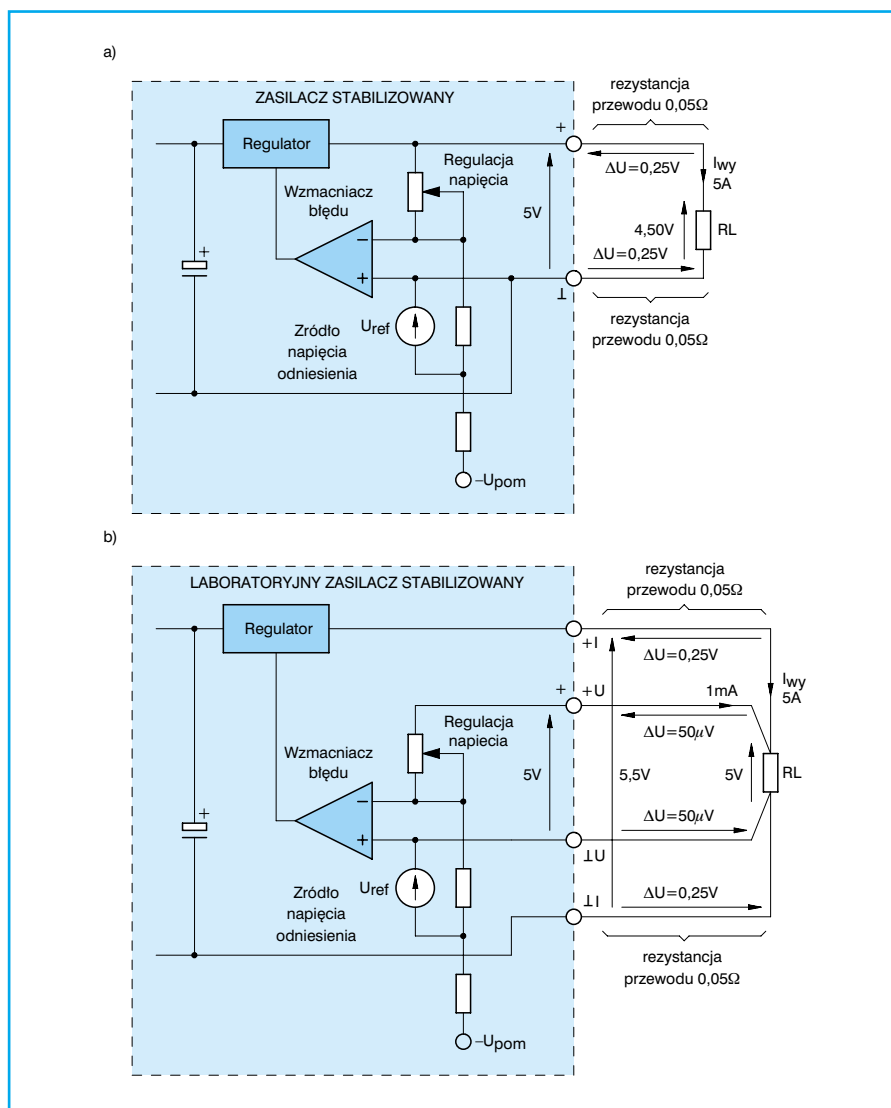 a)
ZASILACZ STABILIZOWANY
rezystancja
przewodu 0,05Ω
+
Regulator
Regulacja
napięcia
ΔU=0,25V
Iwy
5A
Wzmacniacz
błędu
5V
4,50V
RL
−
+
+
ΔU=0,25V
⊥
Uref
Zródło
napięcia
odniesienia
rezystancja
przewodu 0,05Ω
−Upom
b)
LABORATORYJNY ZASILACZ STABILIZOWANY
rezystancja
przewodu 0,05Ω
Regulator
+I
ΔU=0,25V
Iwy
5A
+
+U
1mA
Regulacja
napiecia
ΔU=50μV
Wzmacniacz
błędu
5V
5,5V
5V
RL
−
+
+
ΔU=50μV
⊥U
Uref
Zródło
napięcia
odniesienia
⊥I
ΔU=0,25V
rezystancja
przewodu 0,05Ω
−Upom